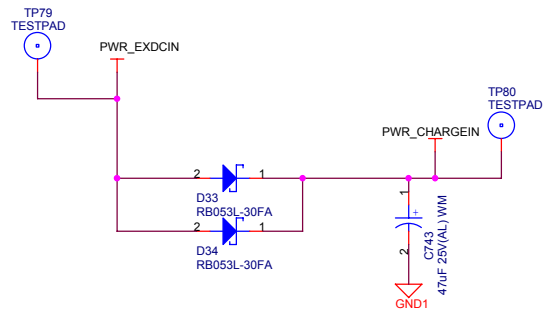 TP79
TESTPAD
PWR_EXDCIN
TP80
TESTPAD
PWR_CHARGEIN
2
1
D33
RB053L-30FA
2
1
D34
RB053L-30FA
1
+
2
C743
47uF 25V(AL) WM
GND1